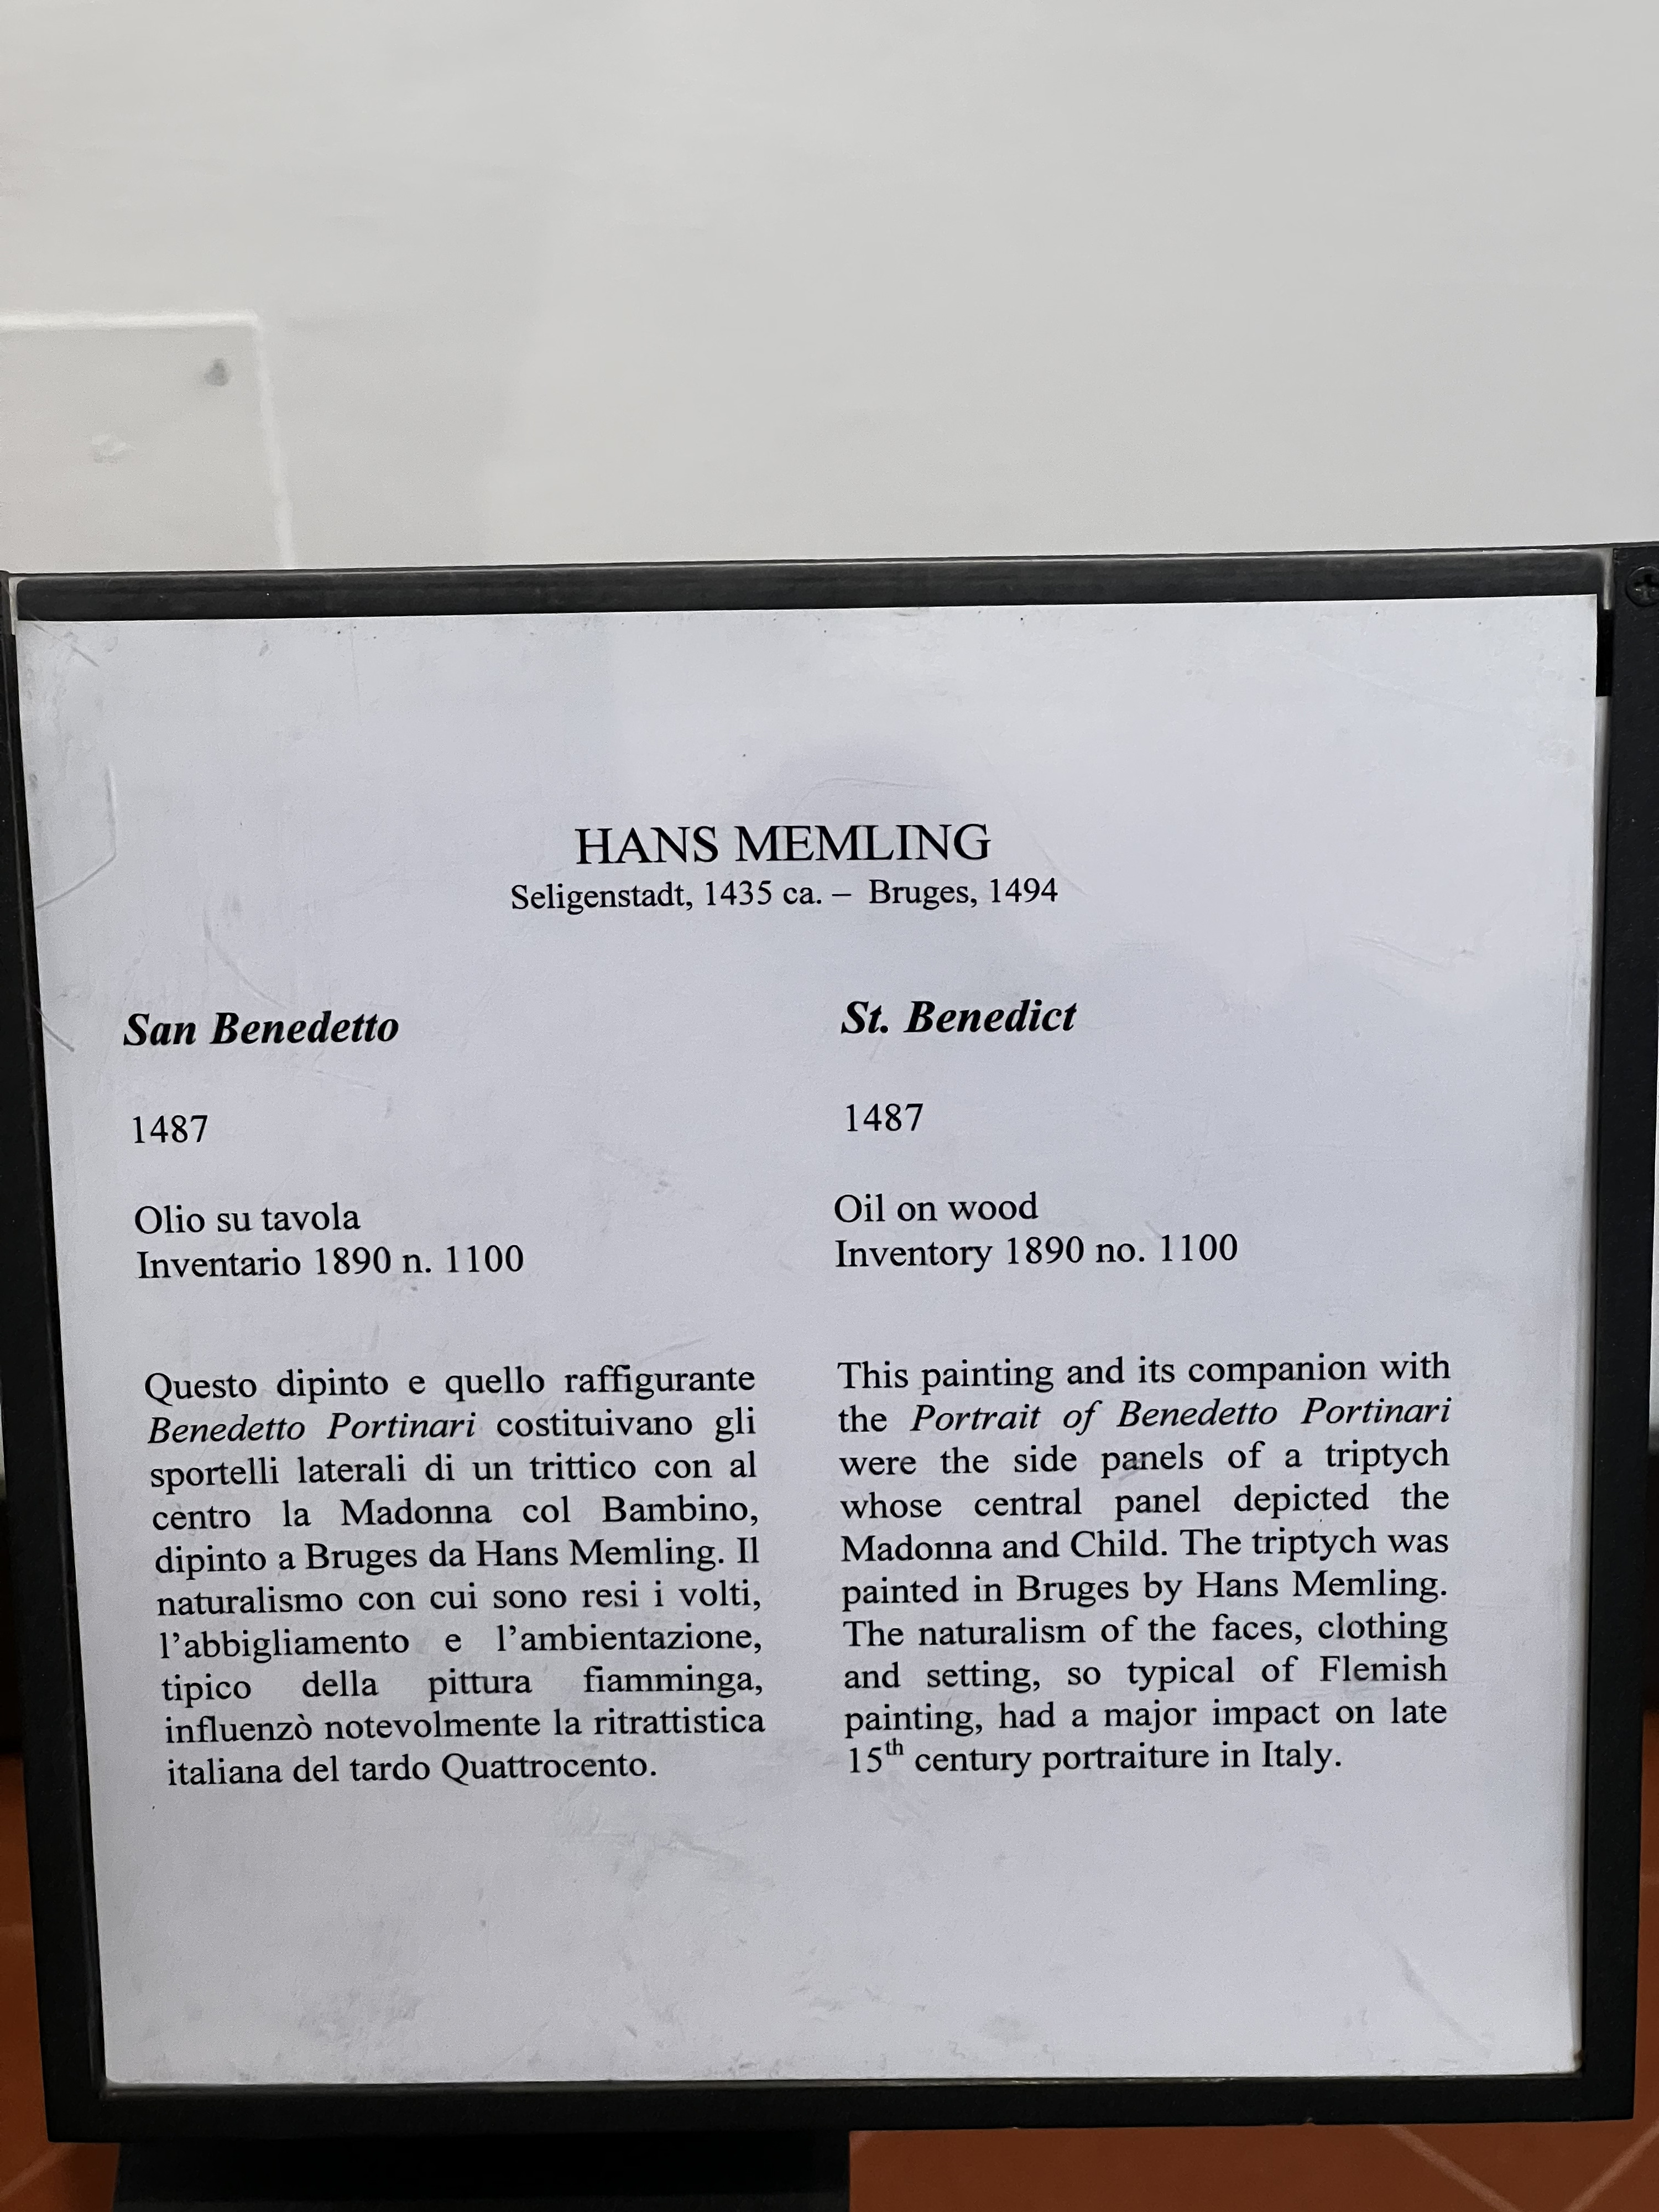 HANS MEMLING
Seligenstadt, 1435 ca. – Bruges, 1494
San Benedetto
1487
Olio su tavola
Inventario 1890 n. 1100
Questo dipinto e quello raffigurante
Benedetto Portinari costituivano gli
sportelli laterali di un trittico con al
centro la Madonna col Bambino,
dipinto a Bruges da Hans Memling. Il
naturalismo con cui sono resi i volti,
l’abbigliamento e l’ambientazione,
tipico della pittura fiamminga,
influenzò notevolmente la ritrattistica
italiana del tardo Quattrocento.
St. Benedict
1487
Oil on wood
Inventory 1890 no. 1100
This painting and its companion with
the Portrait of Benedetto Portinari
were the side panels of a triptych
whose central panel depicted the
Madonna and Child. The triptych was
painted in Bruges by Hans Memling.
The naturalism of the faces, clothing
and setting, so typical of Flemish
painting, had a major impact on late
15th century portraiture in Italy.